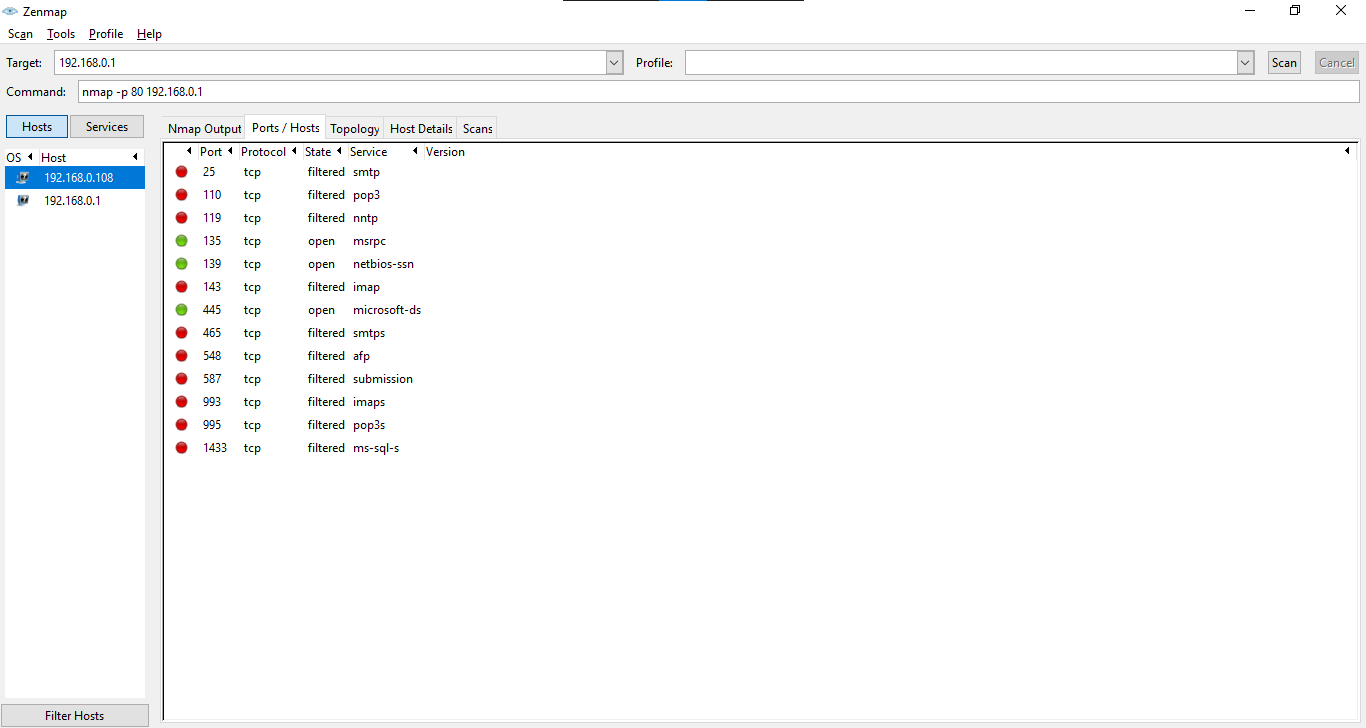 Zenmap
Scan Tools Profile Help
Target: 192.168.0.1 Profile: Scan Cancel
Command: nmap -p 80 192.168.0.1
Hosts Services
Nmap Output Ports / Hosts Topology Host Details Scans
OS Host
192.168.0.108
192.168.0.1
Port Protocol State Service Version
25 tcp filtered smtp
110 tcp filtered pop3
119 tcp filtered nntp
135 tcp open msrpc
139 tcp open netbios-ssn
143 tcp filtered imap
445 tcp open microsoft-ds
465 tcp filtered smtps
548 tcp filtered afp
587 tcp filtered submission
993 tcp filtered imaps
995 tcp filtered pop3s
1433 tcp filtered ms-sql-s
Filter Hosts